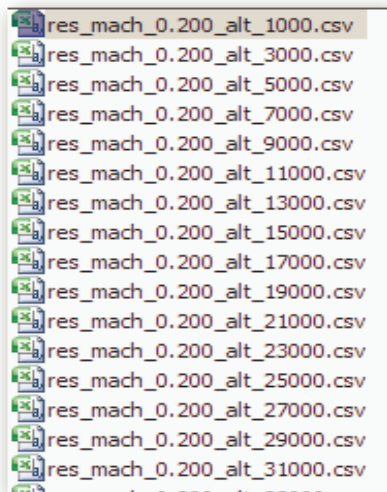 res_mach_0.200_alt_1000.csv
res_mach_0.200_alt_3000.csv
res_mach_0.200_alt_5000.csv
res_mach_0.200_alt_7000.csv
res_mach_0.200_alt_9000.csv
res_mach_0.200_alt_11000.csv
res_mach_0.200_alt_13000.csv
res_mach_0.200_alt_15000.csv
res_mach_0.200_alt_17000.csv
res_mach_0.200_alt_19000.csv
res_mach_0.200_alt_21000.csv
res_mach_0.200_alt_23000.csv
res_mach_0.200_alt_25000.csv
res_mach_0.200_alt_27000.csv
res_mach_0.200_alt_29000.csv
res_mach_0.200_alt_31000.csv